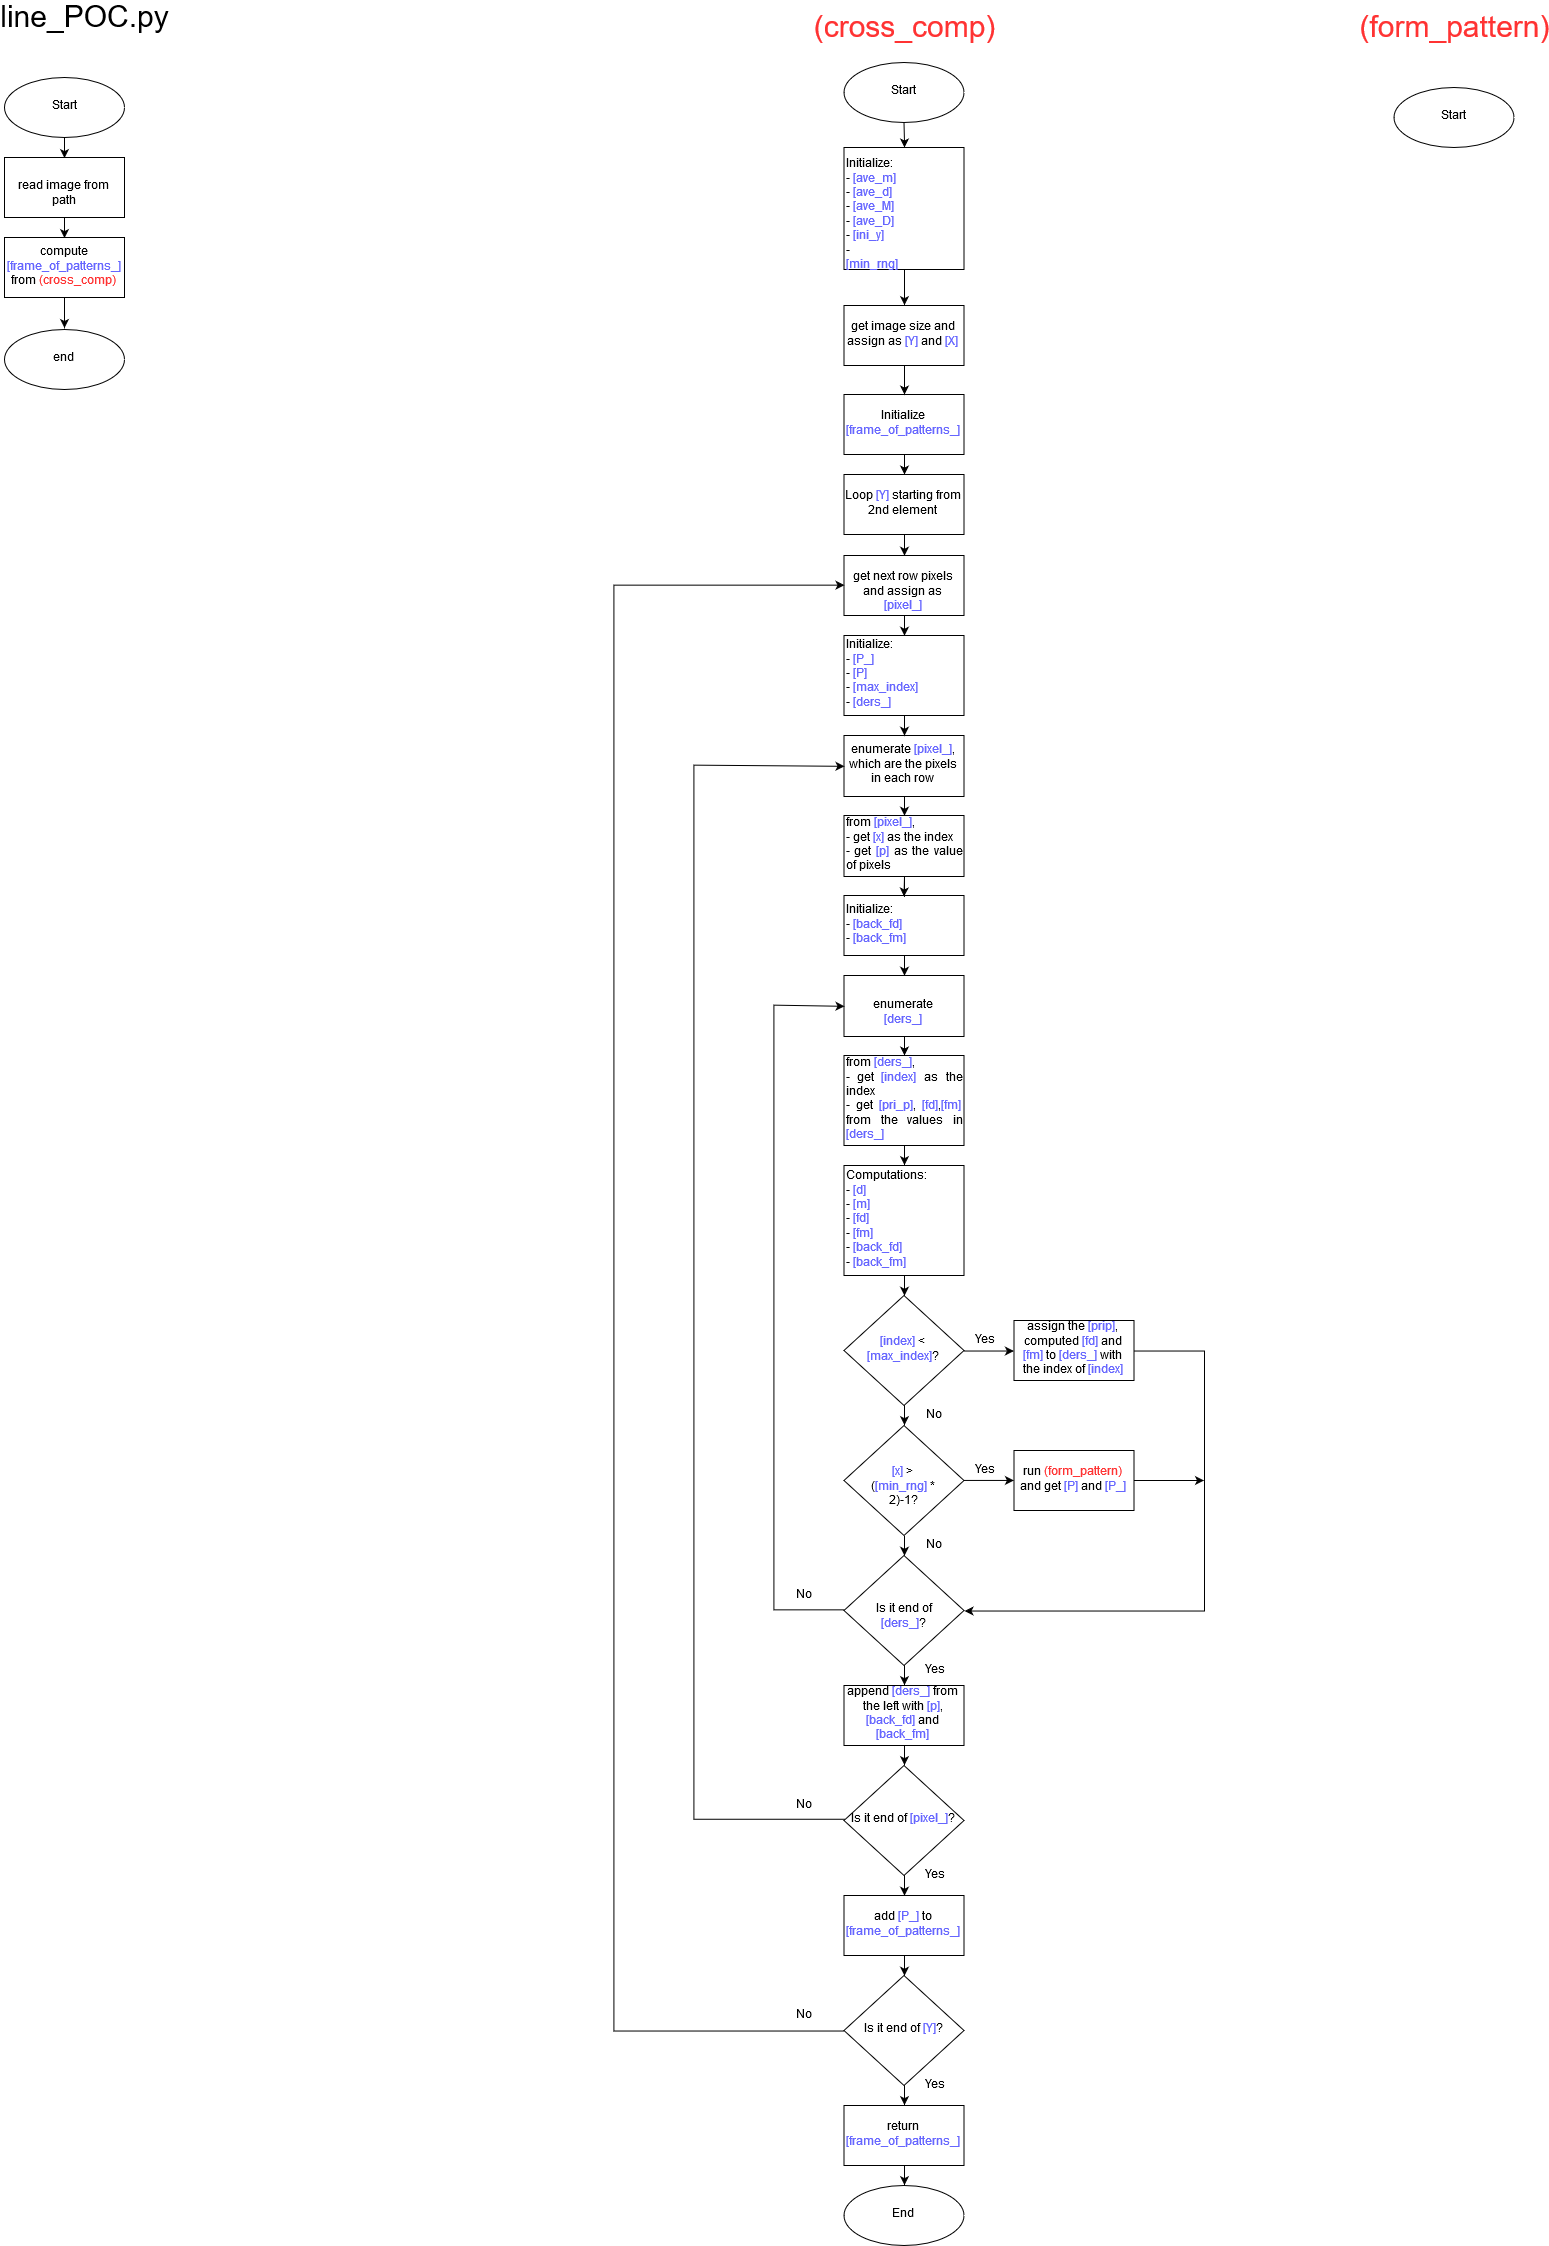 line_POC.py
Start
read image from
path
compute
[frame_of_patterns_]
from (cross_comp)
end
(cross_comp)
Start
Initialize:
- [ave_m]
- [ave_d]
- [ave_M]
- [ave_D]
- [ini_y]
-
[min_rng]
get image size and
assign as [Y] and [X]
Initialize
[frame_of_patterns_]
Loop [Y] starting from
2nd element
get next row pixels
and assign as
[pixel_]
Initialize:
- [P_]
- [P]
- [max_index]
- [ders_]
enumerate [pixel_],
which are the pixels
in each row
from [pixel_],
- get [x] as the index
- get [p] as the value
of pixels
Initialize:
- [back_fd]
- [back_fm]
enumerate
[ders_]
from [ders_],
- get [index] as the
index
- get [pri_p], [fd],[fm]
from the values in
[ders_]
Computations:
- [d]
- [m]
- [fd]
- [fm]
- [back_fd]
- [back_fm]
[index] <
[max_index]?
Yes
assign the [prip],
computed [fd] and
[fm] to [ders_] with
the index of [index]
No
[x] >
([min_rng] *
2)-1?
Yes
run (form_pattern)
and get [P] and [P_]
No
Is it end of
[ders_]?
No
Yes
append [ders_] from
the left with [p],
[back_fd] and
[back_fm]
Is it end of [pixel_]?
No
Yes
add [P_] to
[frame_of_patterns_]
Is it end of [Y]?
No
Yes
return
[frame_of_patterns_]
End
(form_pattern)
Start